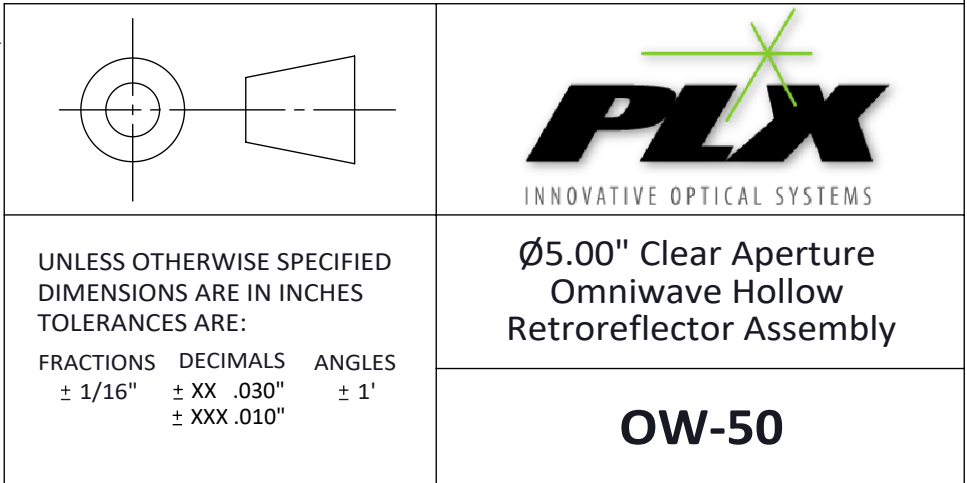 PLX
INNOVATIVE OPTICAL SYSTEMS
UNLESS OTHERWISE SPECIFIED
DIMENSIONS ARE IN INCHES
TOLERANCES ARE:
FRACTIONS DECIMALS ANGLES
± 1/16" ± XX .030" ± 1'
± XXX .010"
Ø5.00" Clear Aperture
Omniwave Hollow
Retroreflector Assembly
OW-50